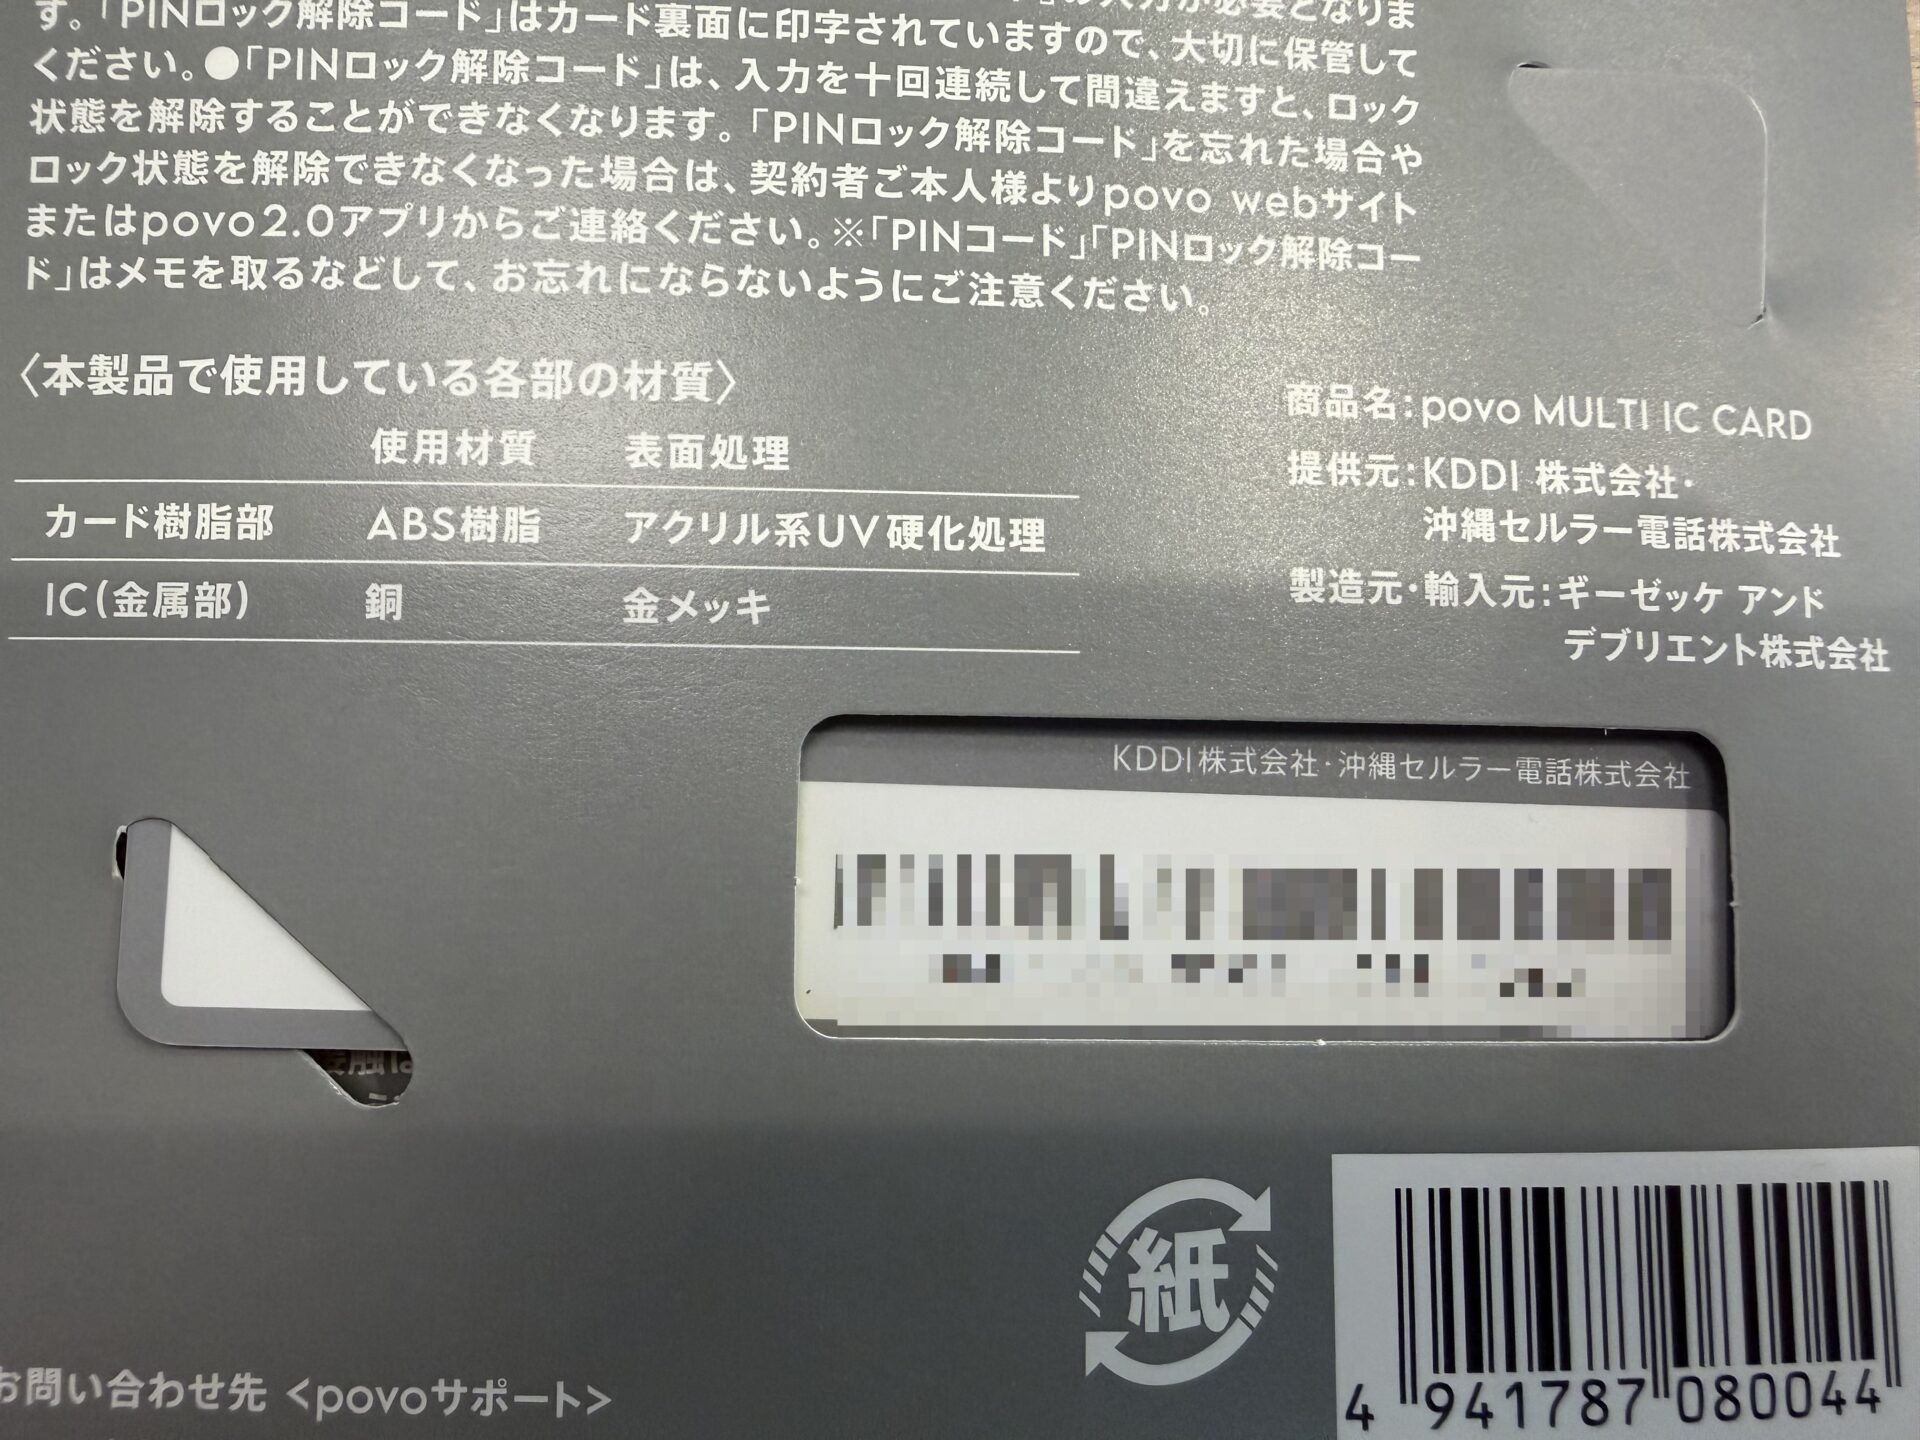 す。「PINロック解除コード」はカード裏面に印字されていますので、大切に保管して
ください。●「PINロック解除コード」は、入力を十回連続して間違えますと、ロック
状態を解除することができなくなります。「PINロック解除コード」を忘れた場合や
ロック状態を解除できなくなった場合は、契約者ご本人様よりpovo webサイト
またはpovo2.0アプリからご連絡ください。※「PINコード」「PINロック解除コー
ド」はメモを取るなどして、お忘れにならないようにご注意ください。
〈本製品で使用している各部の材質〉
使用材質 表面処理
カード樹脂部 ABS樹脂 アクリル系UV硬化処理
IC(金属部) 銅 金メッキ
商品名:povo MULTI IC CARD
提供元:KDDI 株式会社・
沖縄セルラー電話株式会社
製造元・輸入元:ギーゼッケ アンド
デブリエント株式会社
KDDI株式会社・沖縄セルラー電話株式会社
紙
お問い合わせ先 <povoサポート>
4 941787 080044